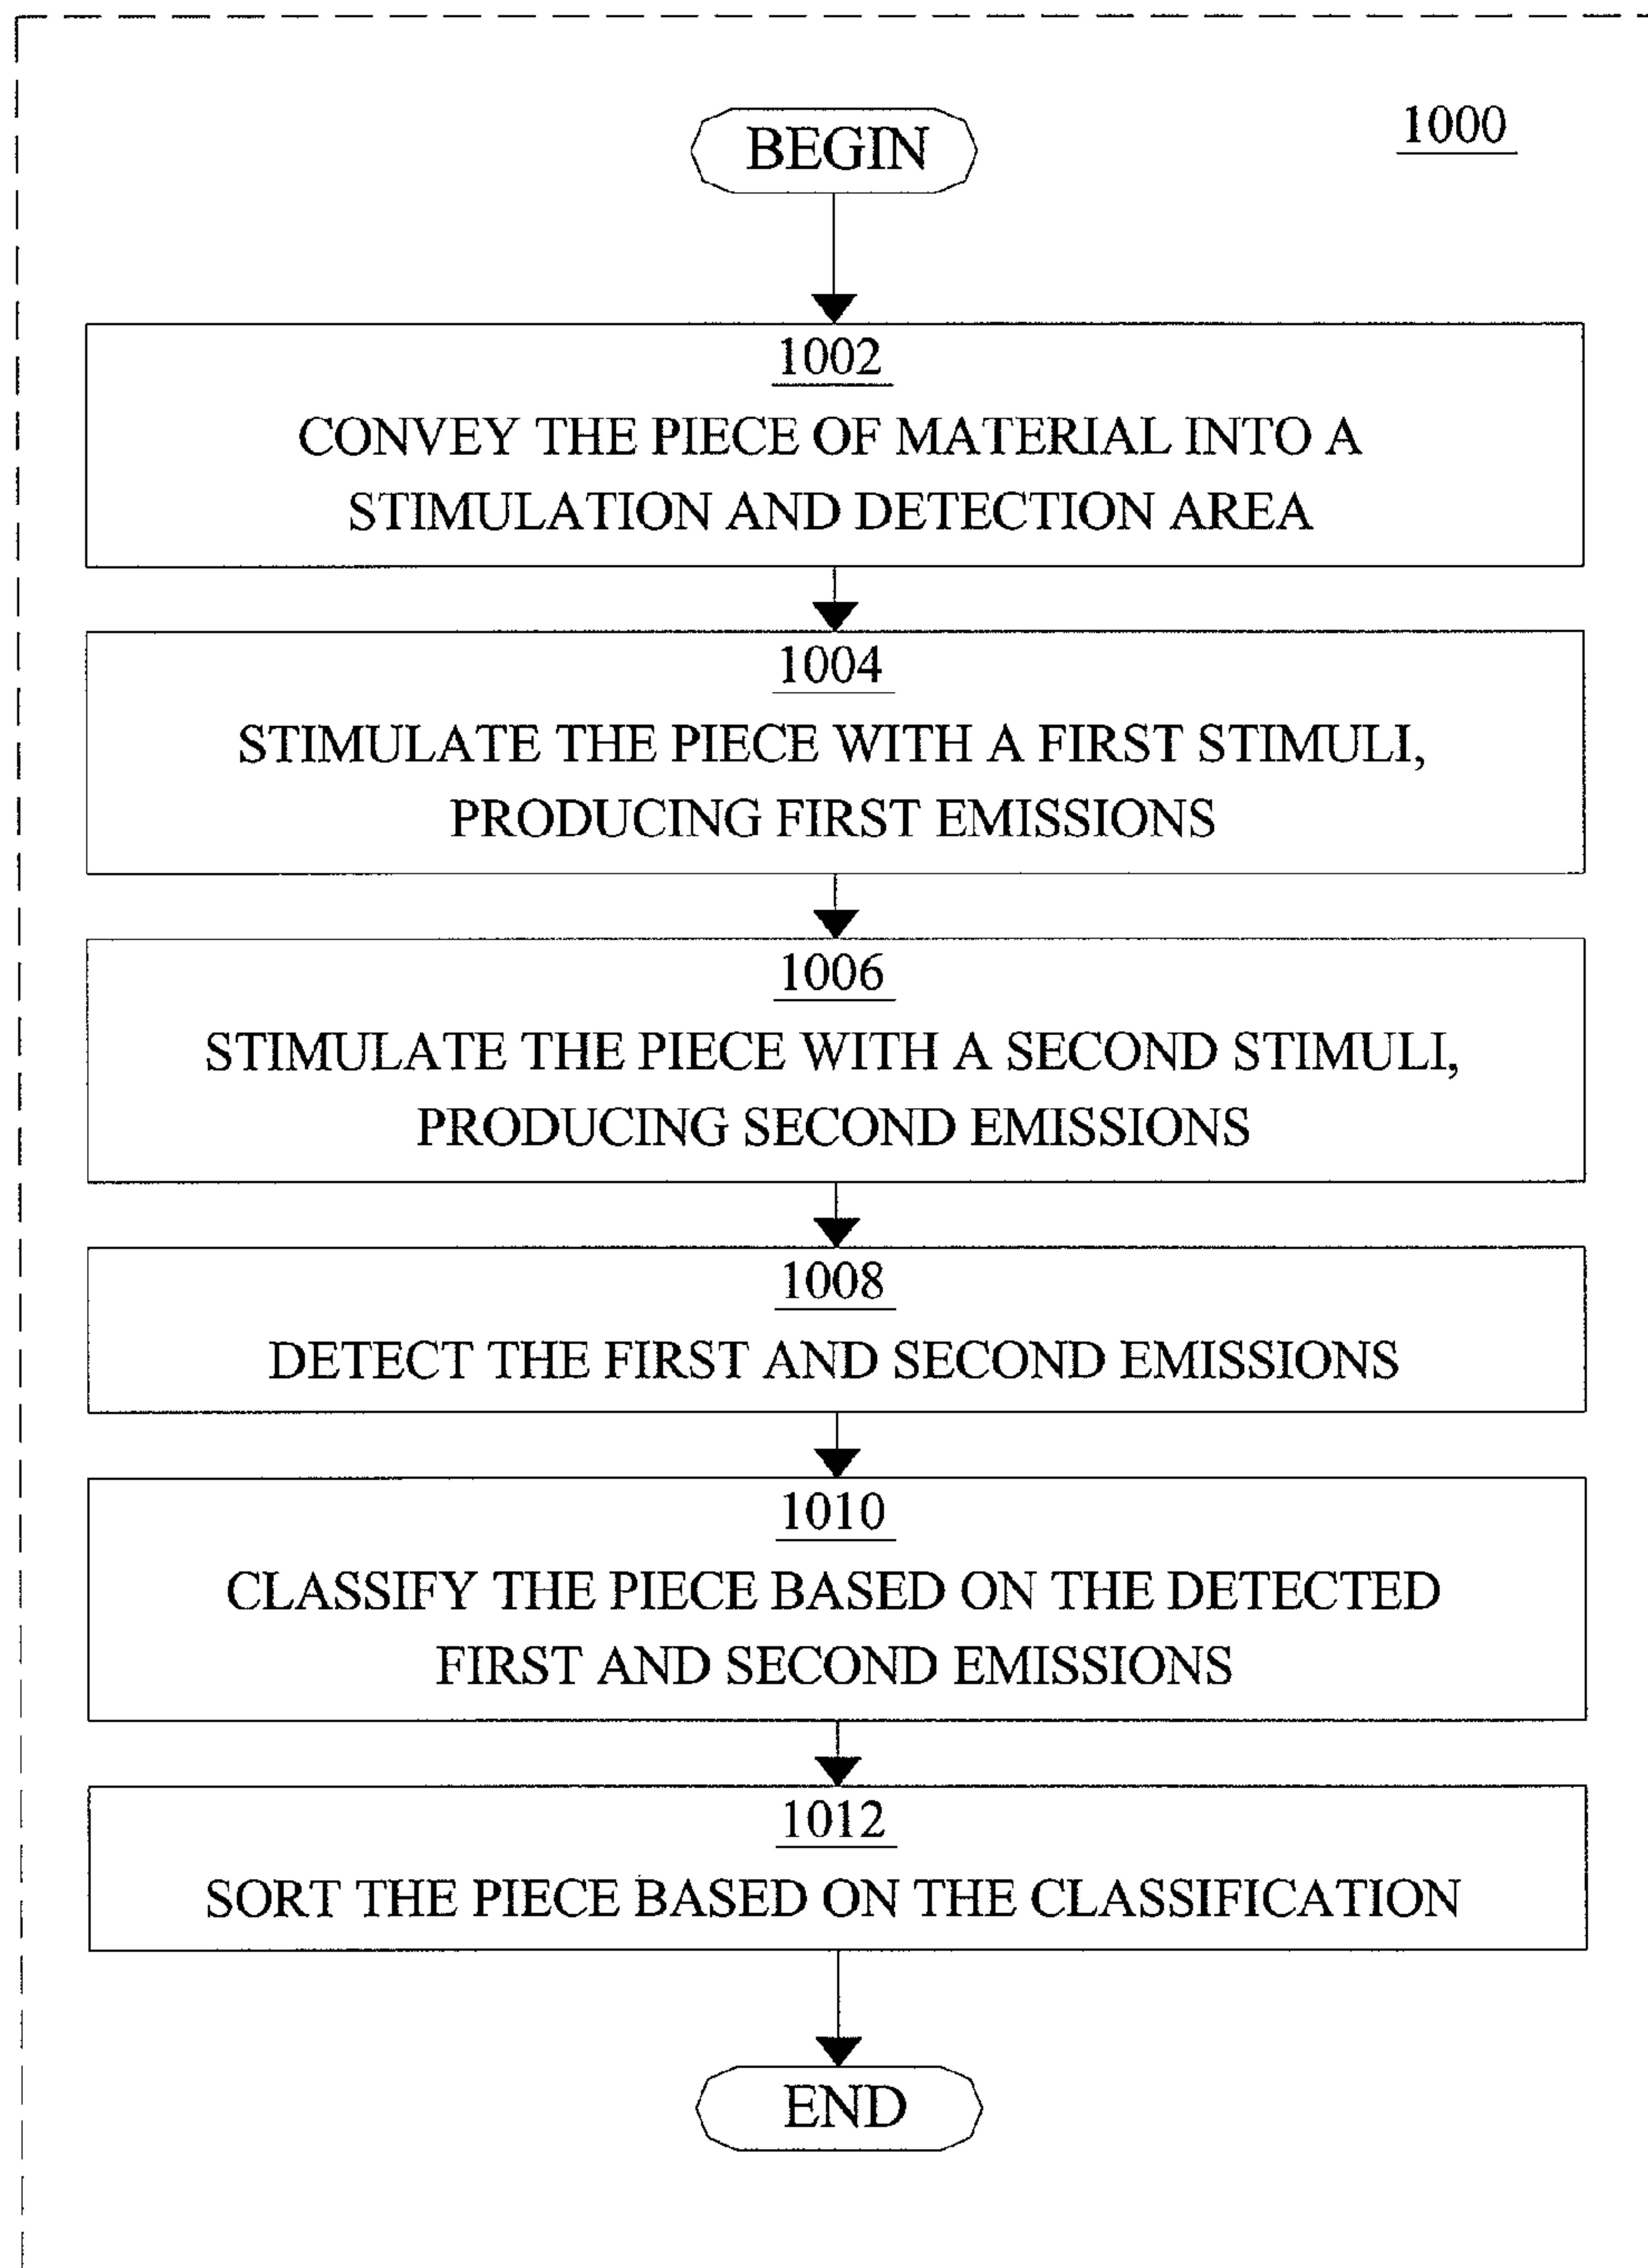 1000
BEGIN
1002
CONVEY THE PIECE OF MATERIAL INTO A
STIMULATION AND DETECTION AREA
1004
STIMULATE THE PIECE WITH A FIRST STIMULI,
PRODUCING FIRST EMISSIONS
1006
STIMULATE THE PIECE WITH A SECOND STIMULI,
PRODUCING SECOND EMISSIONS
1008
DETECT THE FIRST AND SECOND EMISSIONS
1010
CLASSIFY THE PIECE BASED ON THE DETECTED
FIRST AND SECOND EMISSIONS
1012
SORT THE PIECE BASED ON THE CLASSIFICATION
END